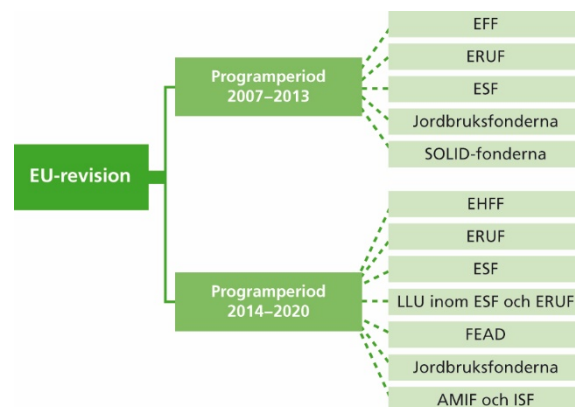 EU-revision
Programperiod
2007–2013
EFF
ERUF
ESF
Jordbruksfonderna
SOLID-fonderna
Programperiod
2014–2020
EHFF
ERUF
ESF
LLU inom ESF och ERUF
FEAD
Jordbruksfonderna
AMIF och ISF